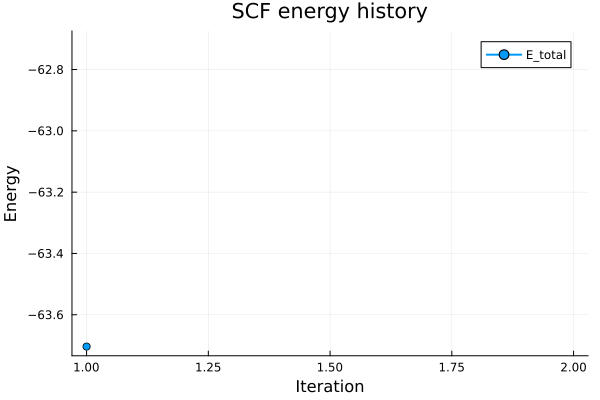 SCF energy history
E_total
−62.8
−63.0
−63.2
−63.4
−63.6
Energy
1.00 1.25 1.50 1.75 2.00
Iteration